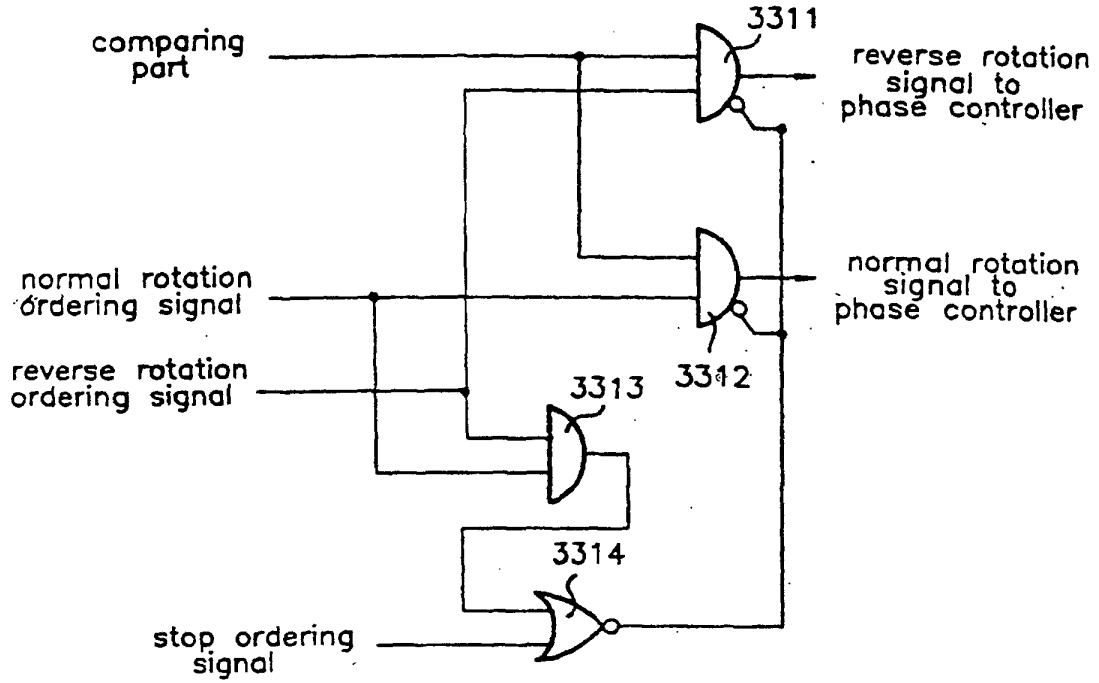 3311
comparing
part
reverse rotation
signal to
phase controller
normal rotation
ordering signal
normal rotation
signal to
phase controller
3312
reverse rotation
ordering signal
3313
3314
stop ordering
signal